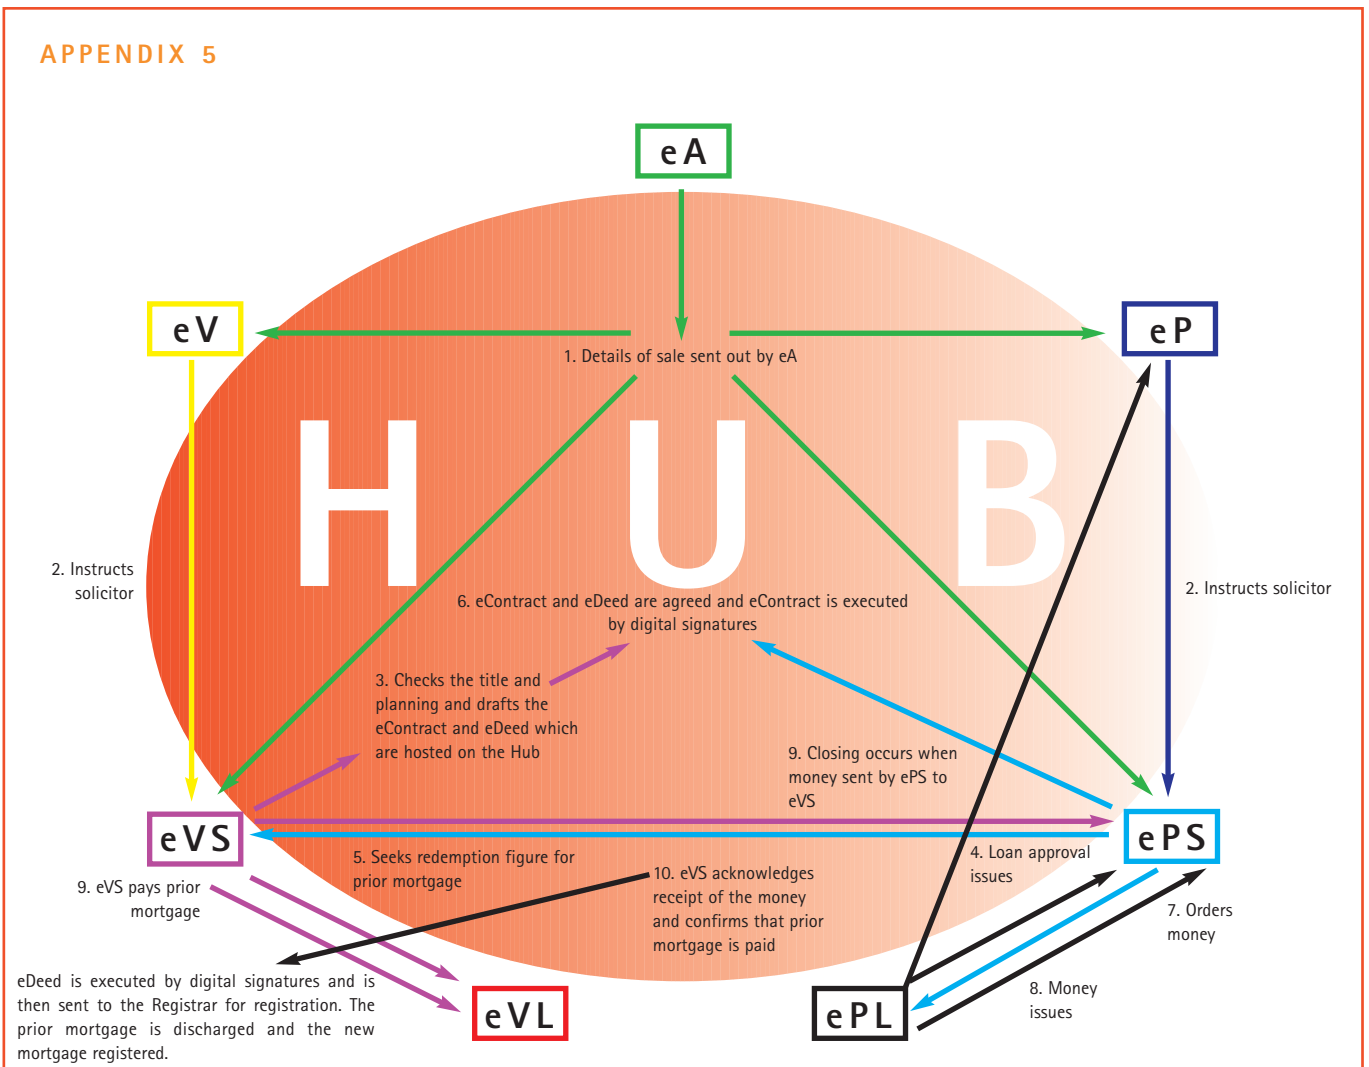 APPENDIX 5
eA
eV
eP
1. Details of sale sent out by eA
HUB
2. Instructs
solicitor
2. Instructs solicitor
6. eContract and eDeed are agreed and eContract is executed
by digital signatures
3. Checks the title and
planning and drafts the
eContract and eDeed which
are hosted on the Hub
9. Closing occurs when
money sent by ePS to
eVS
eVS
ePS
5. Seeks redemption figure for
prior mortgage
4. Loan approval
issues
9. eVS pays prior
mortgage
10. eVS acknowledges
receipt of the money
and confirms that prior
mortgage is paid
7. Orders
money
eDeed is executed by digital signatures and is
then sent to the Registrar for registration. The
prior mortgage is discharged and the new
mortgage registered.
8. Money
issues
eVL
ePL